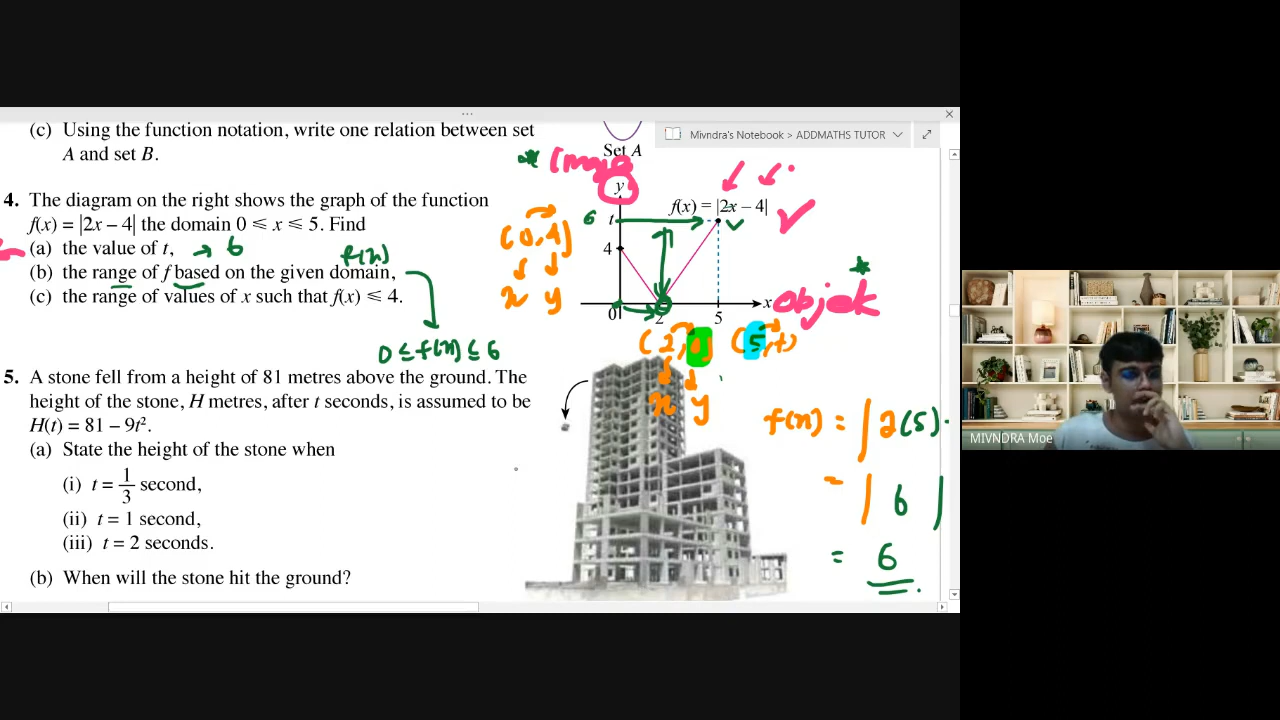 (c) Using the function notation, write one relation between set
A and set B.
Set A
Mivndra's Notebook > ADDMATHS TUTOR
4. The diagram on the right shows the graph of the function
f(x) = |2x – 4| the domain 0 ⩽ x ⩽ 5. Find
(a) the value of t, → 6
(b) the range of f based on the given domain,
f(x)
(c) the range of values of x such that f(x) ⩽ 4.
0 ≤ f(x) ≤ 6
y
f(x) = |2x – 4|
6 t
4
0 2 5 x
objek
(0, 4)
x y
(2, 0) (5, t)
x y
f(x) = |2(5)
= | 6 |
= 6
5. A stone fell from a height of 81 metres above the ground. The
height of the stone, H metres, after t seconds, is assumed to be
H(t) = 81 – 9t².
(a) State the height of the stone when
(i) t = 1/3 second,
(ii) t = 1 second,
(iii) t = 2 seconds.
(b) When will the stone hit the ground?
MIVNDRA Moe